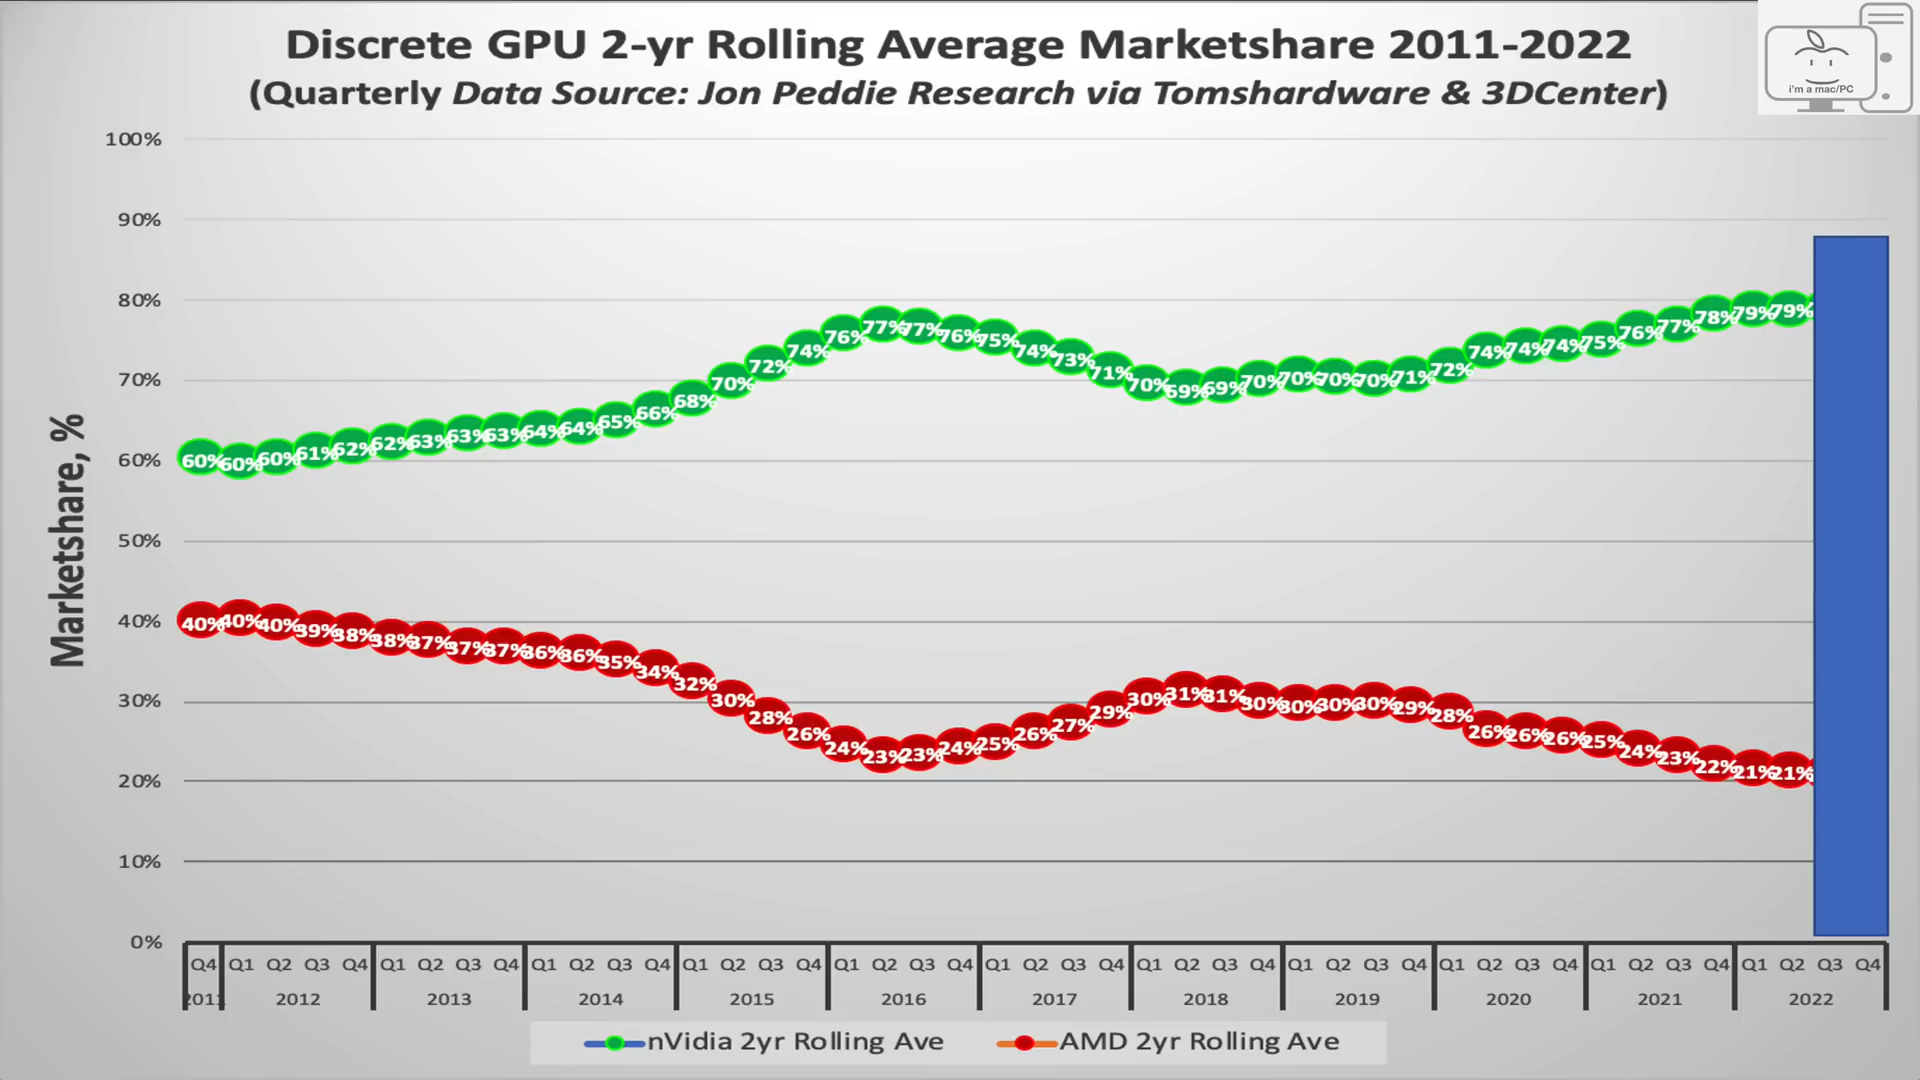 Discrete GPU 2-yr Rolling Average Marketshare 2011-2022
(Quarterly Data Source: Jon Peddie Research via Tomshardware & 3DCenter)
i'm a mac/PC
Marketshare, %
100%
90%
80%
70%
60%
50%
40%
30%
20%
10%
0%
60% 60% 60% 61% 62% 62% 63% 63% 63% 64% 64% 65% 66% 68% 70% 72% 74% 76% 77% 77% 76% 75% 74% 73% 71% 70% 69% 69% 70% 70% 70% 70% 71% 72% 74% 74% 74% 75% 76% 77% 78% 79% 79%
40% 40% 40% 39% 38% 38% 37% 37% 37% 36% 36% 35% 34% 32% 30% 28% 26% 24% 23% 23% 24% 25% 26% 27% 29% 30% 31% 31% 30% 30% 30% 30% 29% 28% 26% 26% 26% 25% 24% 23% 22% 21% 21%
Q4 Q1 Q2 Q3 Q4 Q1 Q2 Q3 Q4 Q1 Q2 Q3 Q4 Q1 Q2 Q3 Q4 Q1 Q2 Q3 Q4 Q1 Q2 Q3 Q4 Q1 Q2 Q3 Q4 Q1 Q2 Q3 Q4 Q1 Q2 Q3 Q4 Q1 Q2 Q3 Q4 Q1 Q2 Q3 Q4
2011 2012 2013 2014 2015 2016 2017 2018 2019 2020 2021 2022
nVidia 2yr Rolling Ave AMD 2yr Rolling Ave